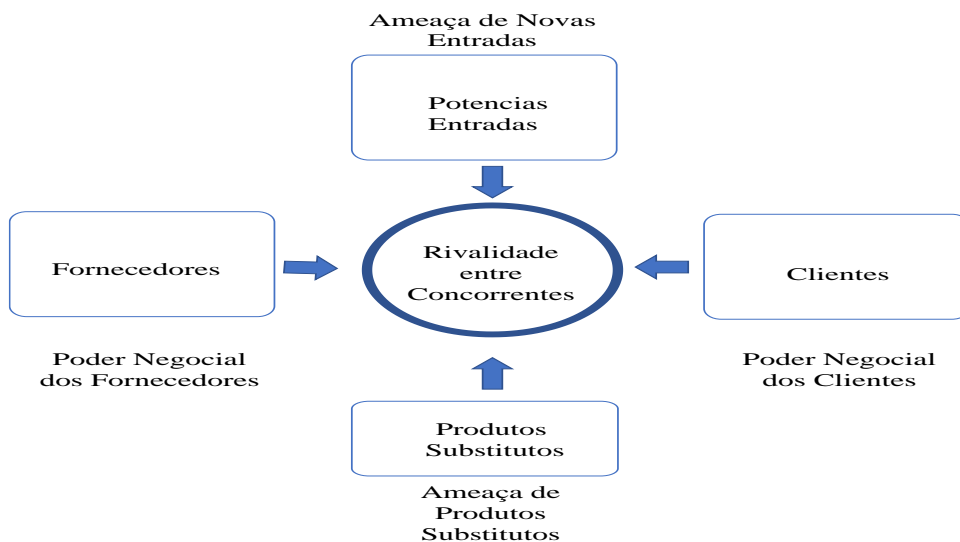 Ameaça de Novas
Entradas
Potencias
Entradas
Fornecedores
Rivalidade
entre
Concorrentes
Clientes
Poder Negocial
dos Fornecedores
Poder Negocial
dos Clientes
Produtos
Substitutos
Ameaça de
Produtos
Substitutos